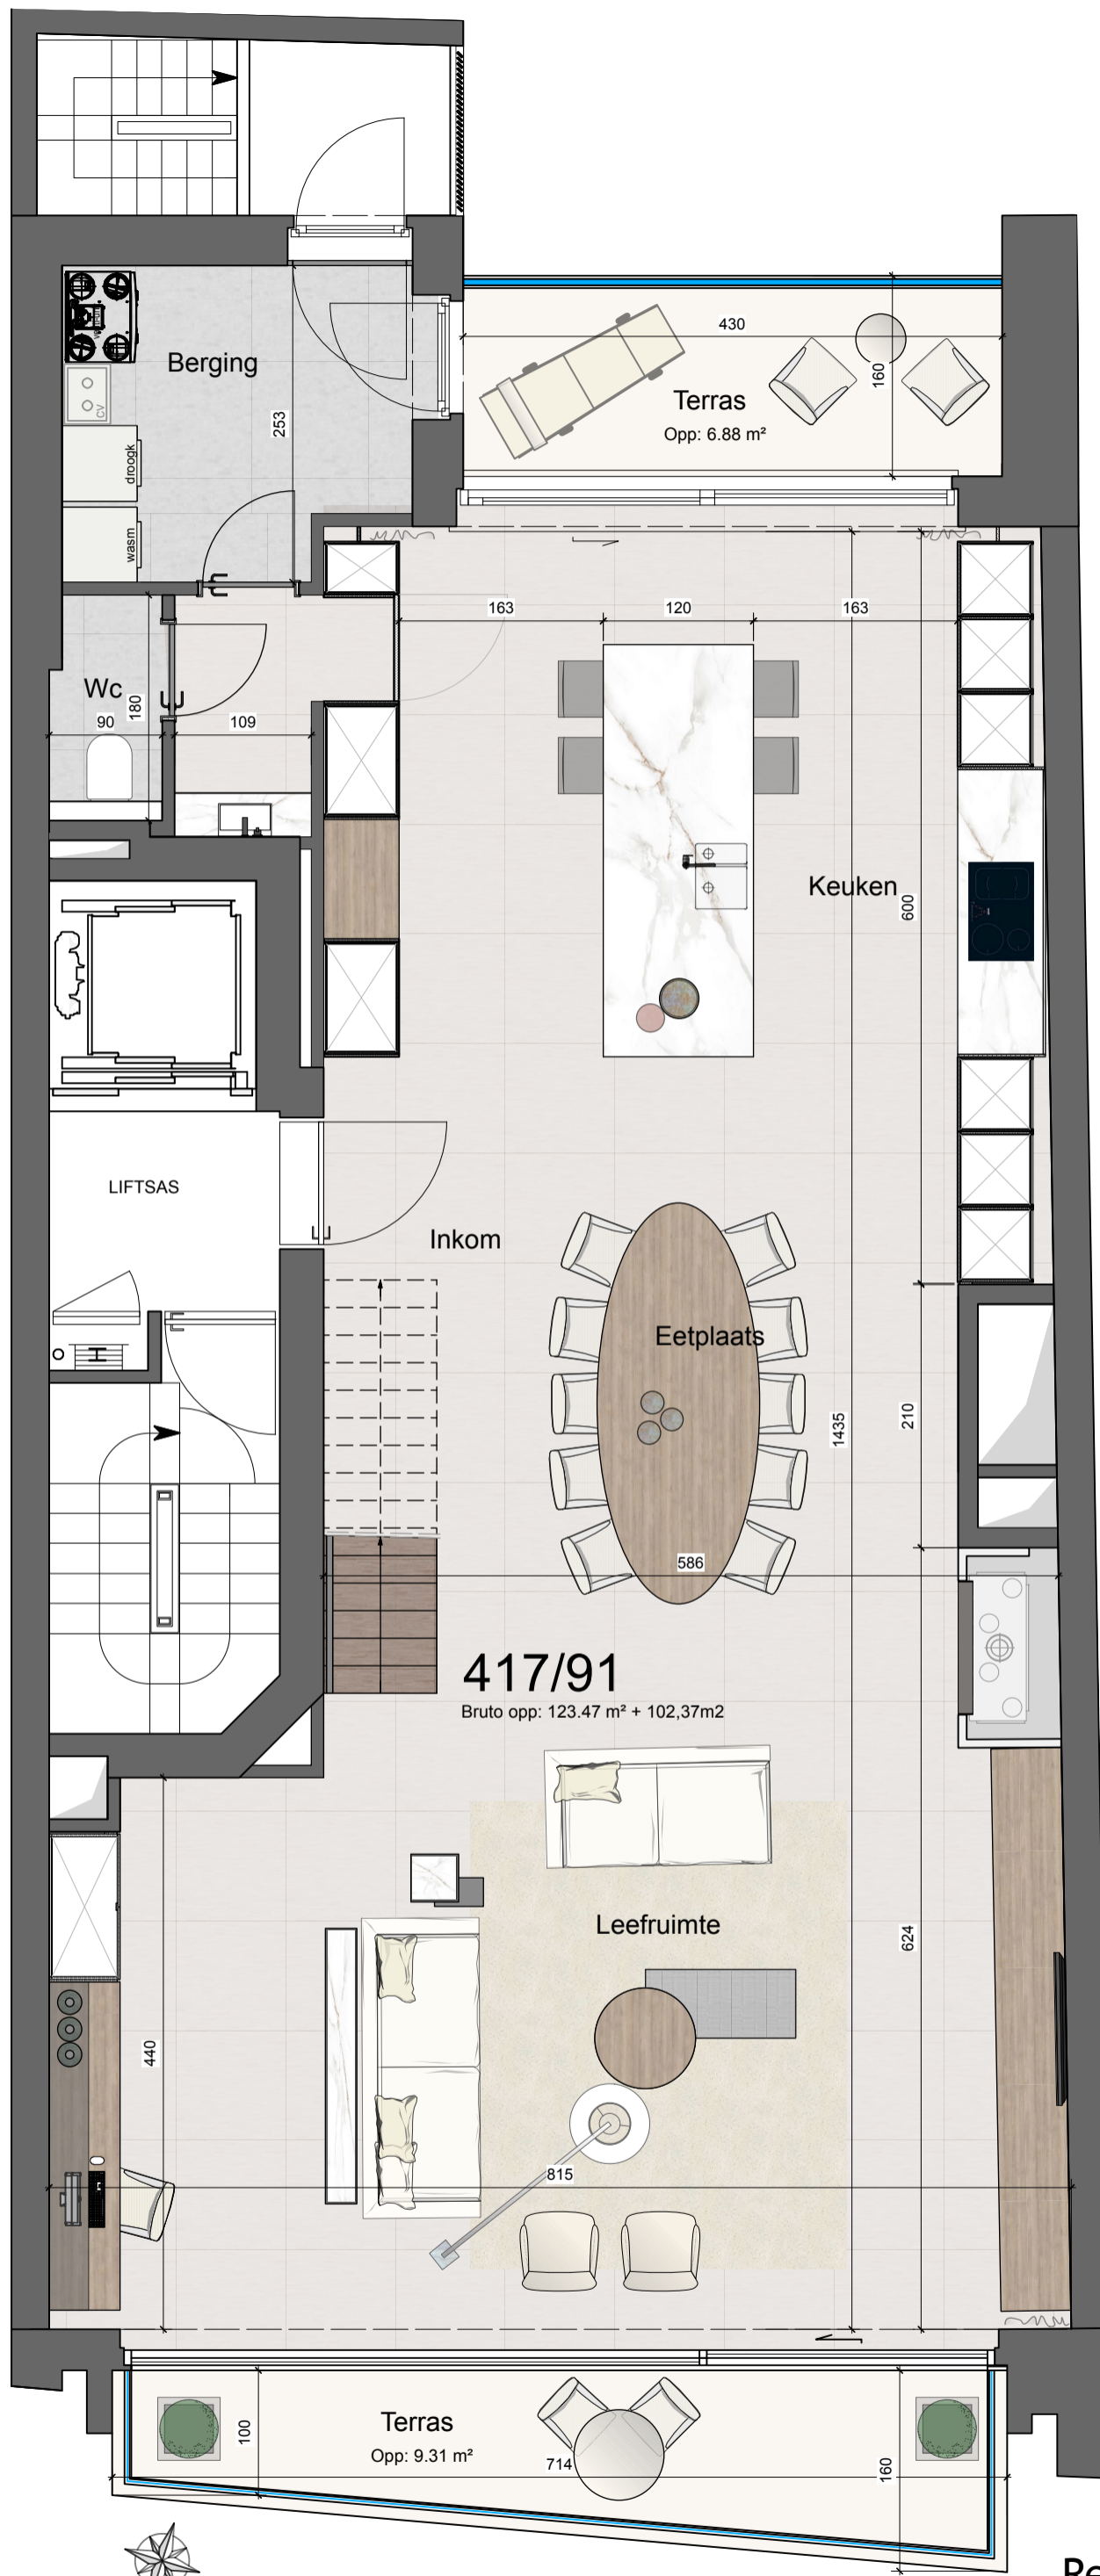 Berging
253
CV
droogk
wasm
430
160
Terras
Opp: 6.88 m²
163
120
163
Wc
180
90
109
Keuken
600
LIFTSAS
Inkom
Eetplaats
1435
210
586
417/91
Bruto opp: 123.47 m² + 102,37m2
Leefruimte
624
440
815
Terras
Opp: 9.31 m²
100
714
160
Re